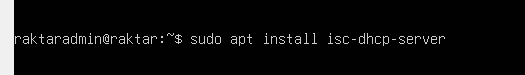 raktaradmin@raktar:~$ sudo apt install isc-dhcp-server